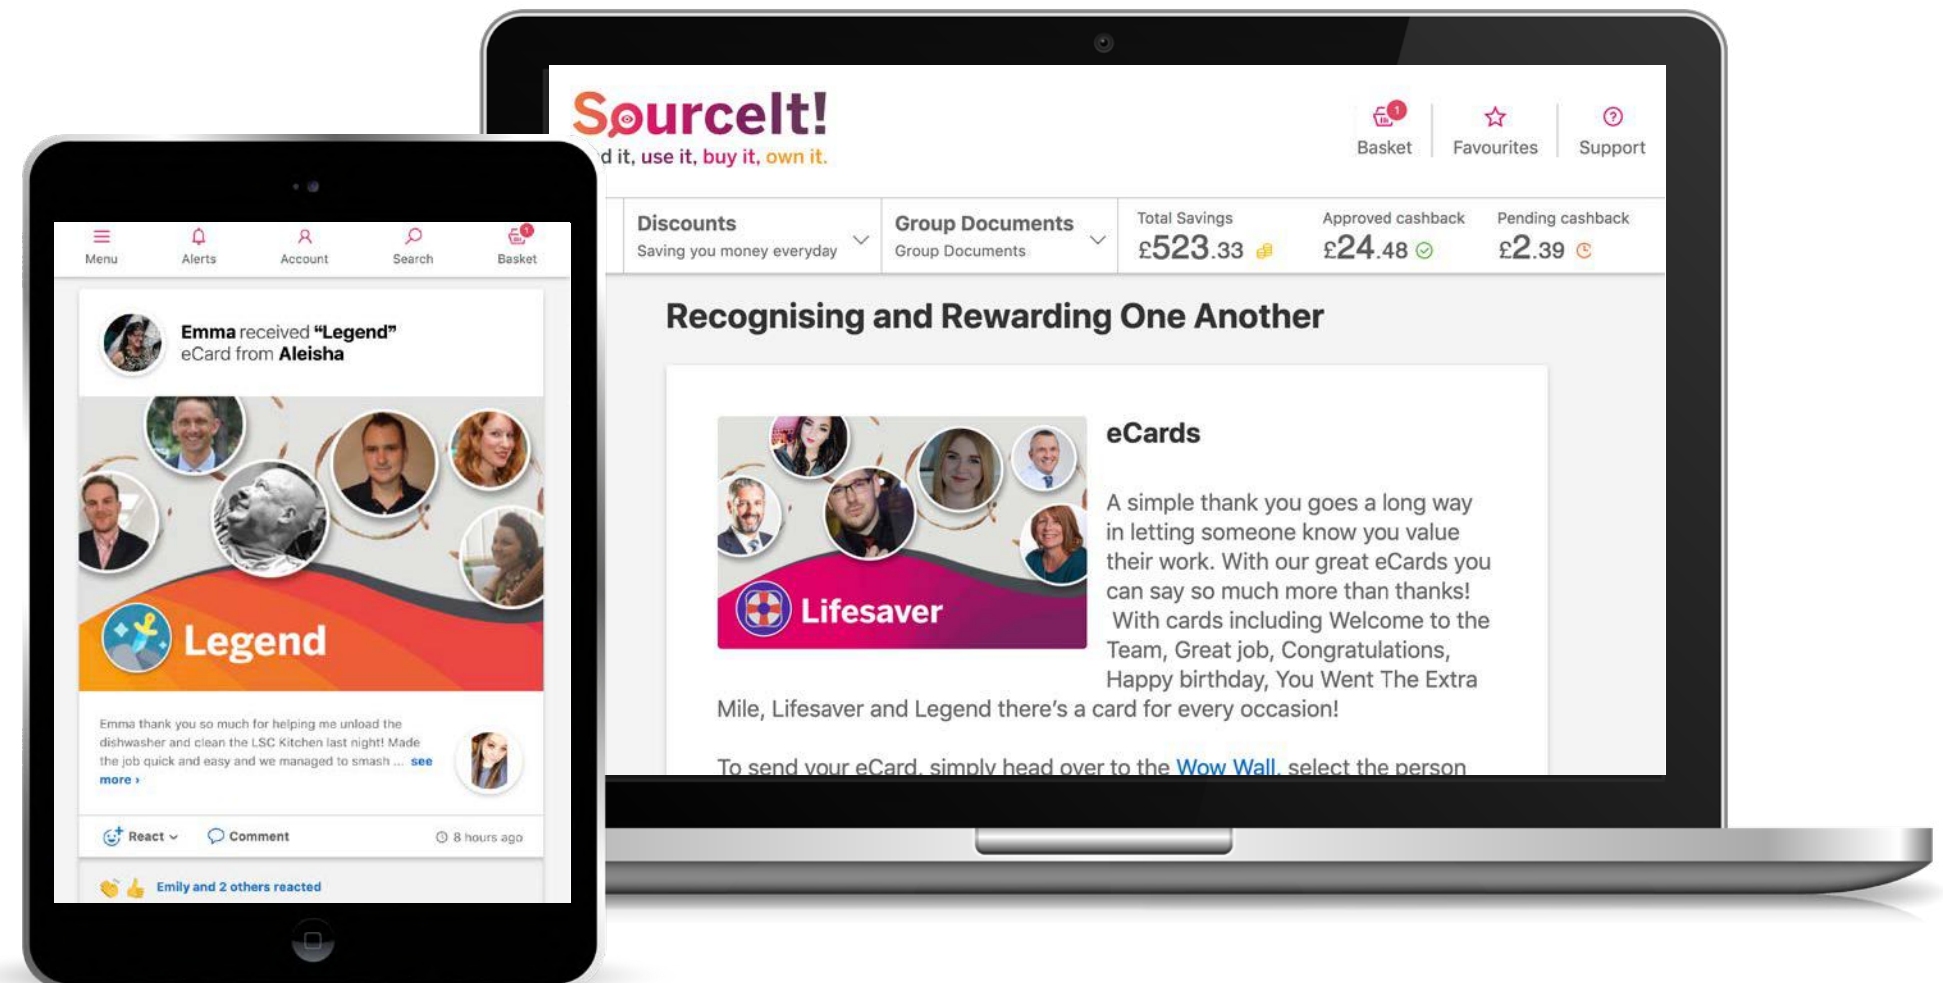 SourceIt!
d it, use it, buy it, own it.
1
Basket
Favourites
Support
Discounts
Saving you money everyday
Group Documents
Group Documents
Total Savings
£523.33
Approved cashback
£24.48
Pending cashback
£2.39
Recognising and Rewarding One Another
eCards
A simple thank you goes a long way
in letting someone know you value
their work. With our great eCards you
can say so much more than thanks!
With cards including Welcome to the
Team, Great job, Congratulations,
Happy birthday, You Went The Extra
Mile, Lifesaver and Legend there's a card for every occasion!
Lifesaver
To send your eCard, simply head over to the Wow Wall, select the person
Menu
Alerts
Account
Search
1
Basket
Emma received “Legend”
eCard from Aleisha
Legend
Emma thank you so much for helping me unload the
dishwasher and clean the LSC Kitchen last night! Made
the job quick and easy and we managed to smash ... see
more ›
React
Comment
8 hours ago
Emily and 2 others reacted